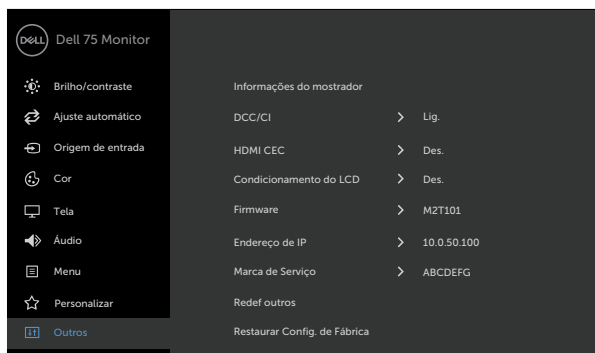 DELL Dell 75 Monitor
Brilho/contraste Informações do mostrador
Ajuste automático DCC/CI Lig.
Origem de entrada HDMI CEC Des.
Cor Condicionamento do LCD Des.
Tela Firmware M2T101
Áudio Endereço de IP 10.0.50.100
Menu Marca de Serviço ABCDEFG
Personalizar Redef outros
Outros Restaurar Config. de Fábrica